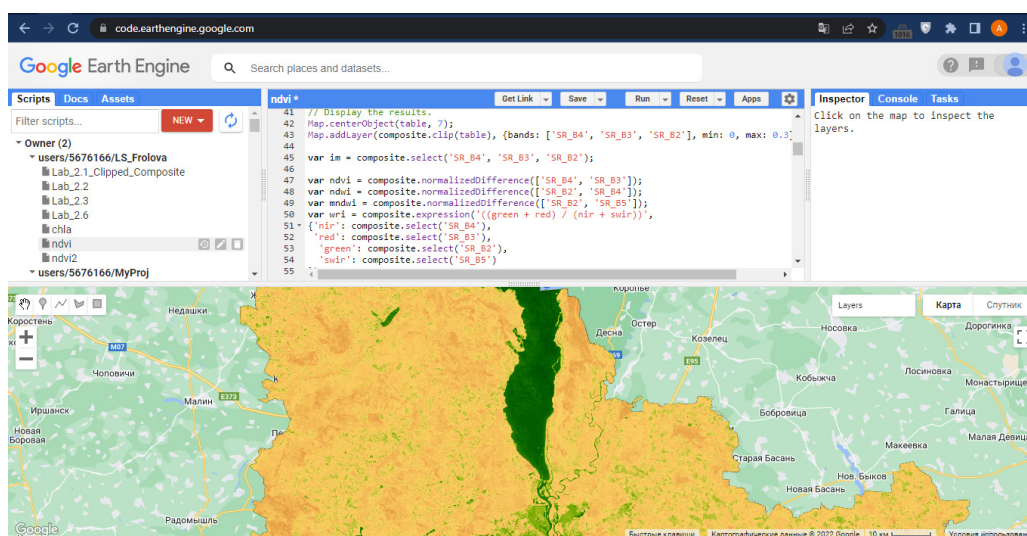 code.earthengine.google.com
1016
A
Google Earth Engine
Search places and datasets...
Scripts Docs Assets
Filter scripts...
NEW
Owner (2)
users/5676166/LS_Frolova
Lab_2.1_Clipped_Composite
Lab_2.2
Lab_2.3
Lab_2.6
chla
ndvi
ndvi2
users/5676166/MyProj
ndvi *
Get Link Save Run Reset Apps
41 // Display the results.
42 Map.centerObject(table, 7);
43 Map.addLayer(composite.clip(table), {bands: ['SR_B4', 'SR_B3', 'SR_B2'], min: 0, max: 0.3}
44
45 var im = composite.select('SR_B4', 'SR_B3', 'SR_B2');
46
47 var ndvi = composite.normalizedDifference(['SR_B4', 'SR_B3']);
48 var ndwi = composite.normalizedDifference(['SR_B2', 'SR_B4']);
49 var mndwi = composite.normalizedDifference(['SR_B2', 'SR_B5']);
50 var wri = composite.expression('((green + red) / (nir + swir))',
51 {'nir': composite.select('SR_B4'),
52 'red': composite.select('SR_B3'),
53 'green': composite.select('SR_B2'),
54 'swir': composite.select('SR_B5')
55
Inspector Console Tasks
Click on the map to inspect the
layers.
Layers
Карта Спутник
Недашки
Коростень
М07
Чоповичи
Малин
E373
Иршанск
Новая
Боровая
Радомышль
Десна
Остер
Козелец
E95
Носовка
Дорогинка
Кобыжча
Лосиновка
Монастырище
Бобровица
Галица
Макеевка
Малая Девица
Старая Басань
Нов. Быков
Новая Басань
Google
Быстрые клавиши
Картографические данные © 2022 Google
10 км
Условия использован